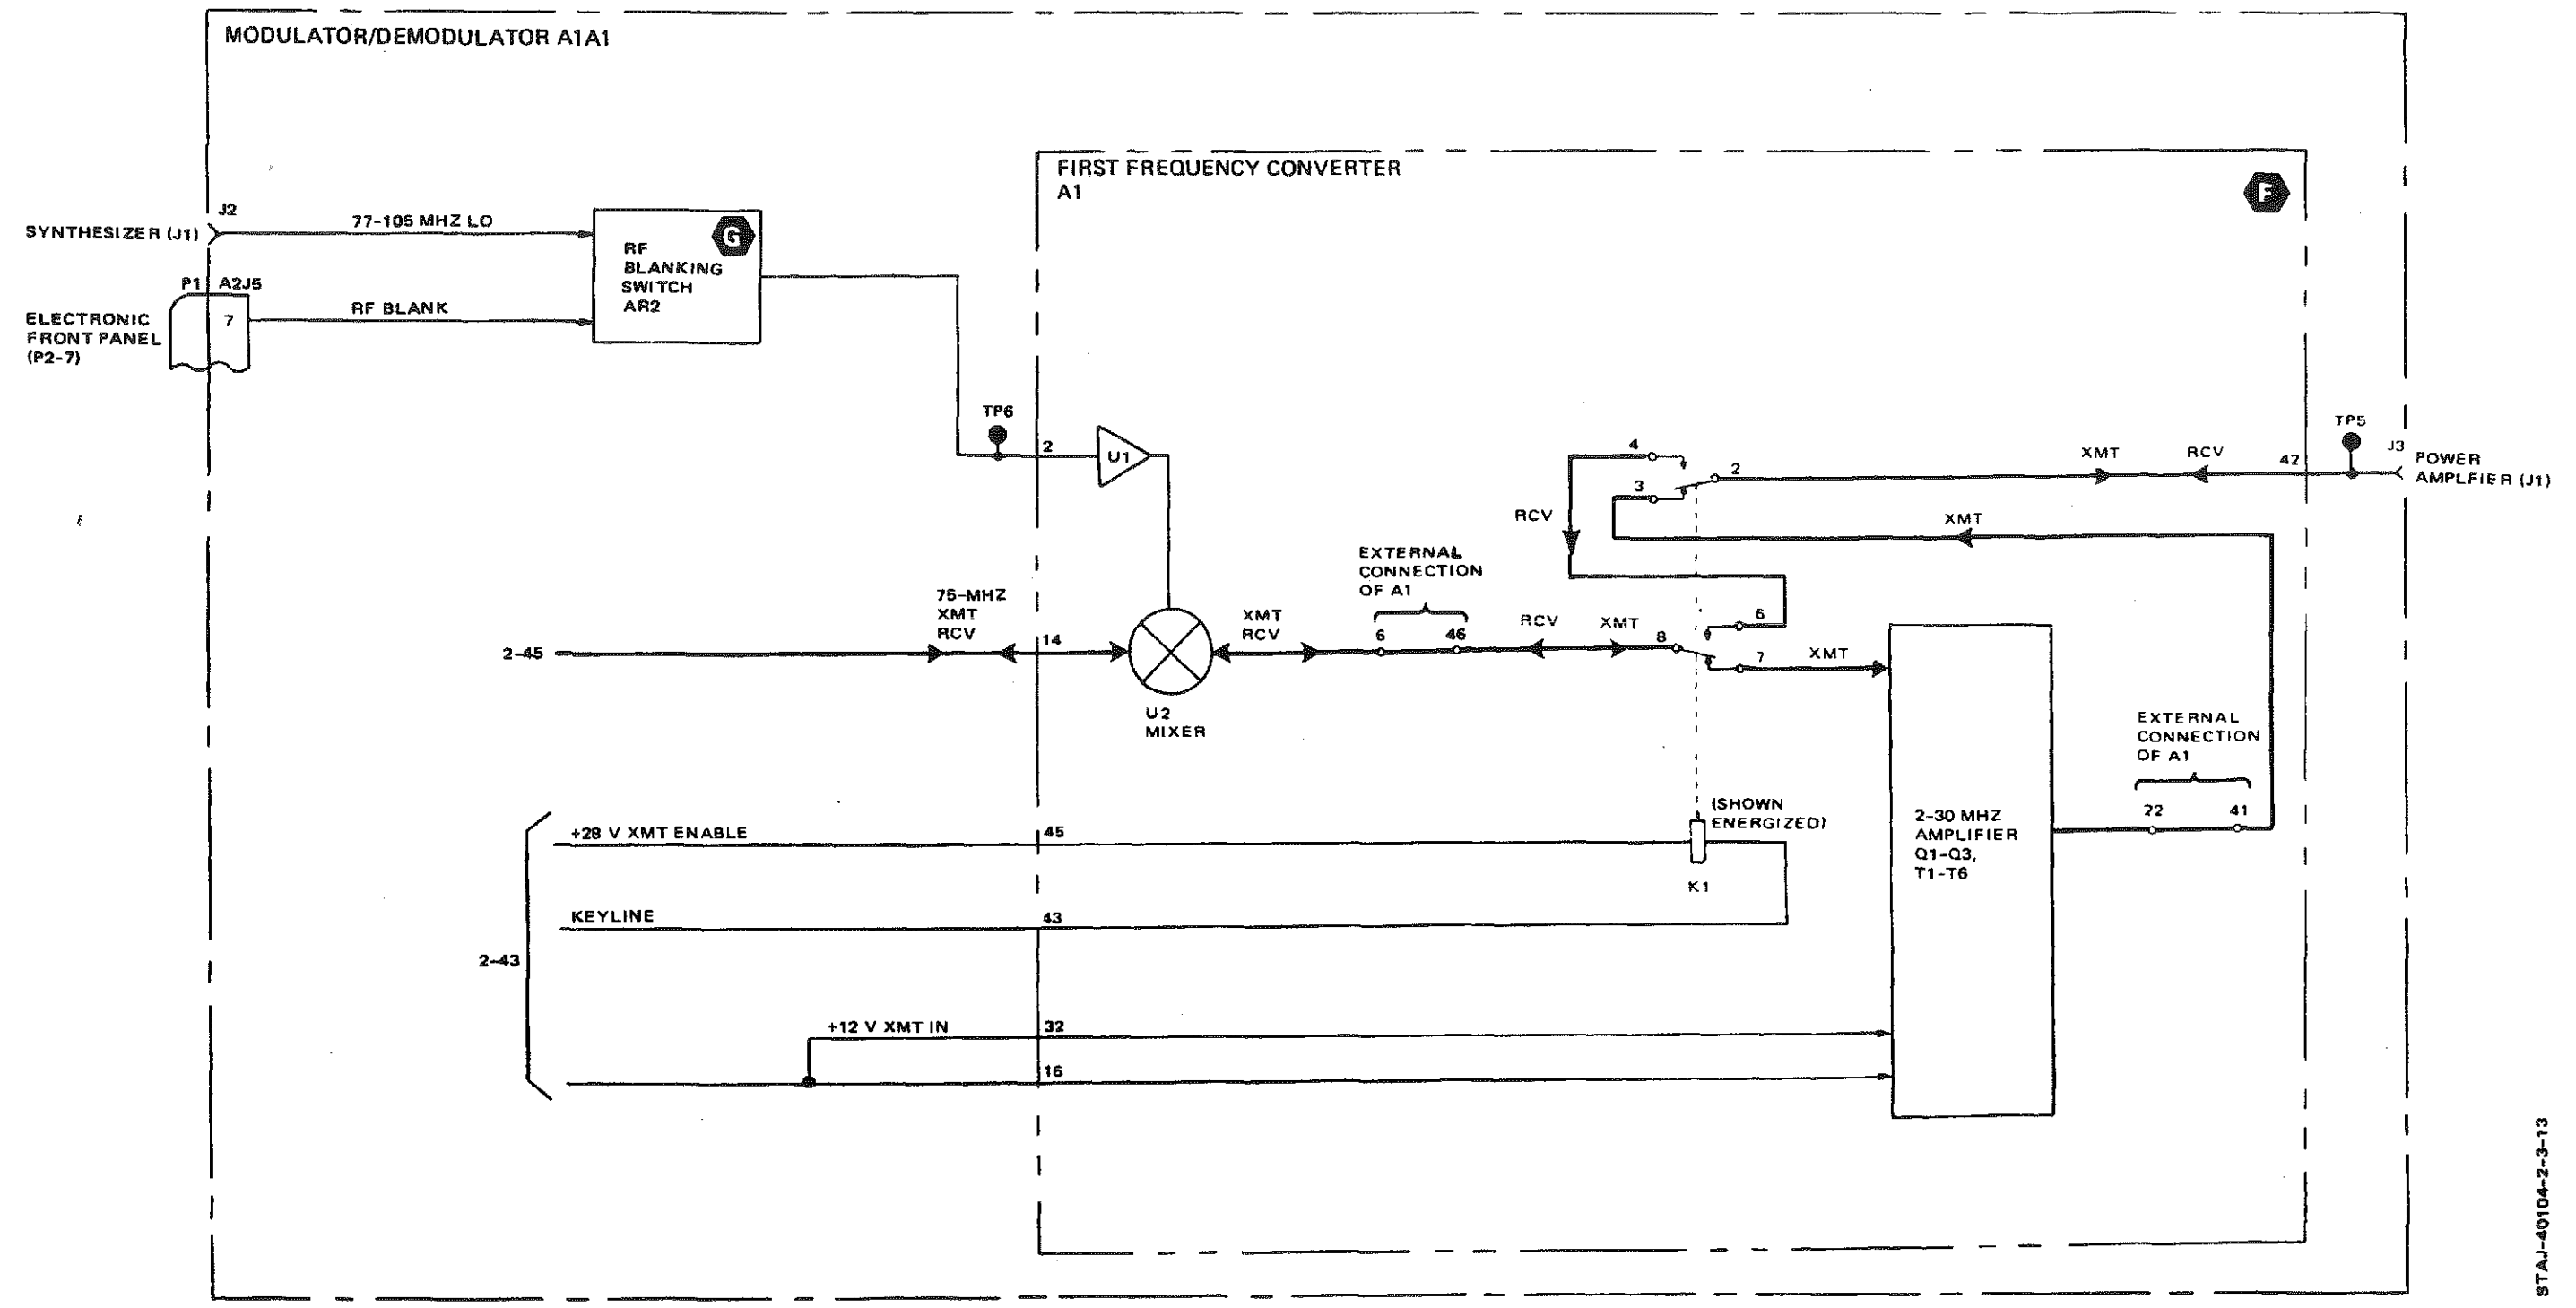 MODULATOR/DEMODULATOR A1A1
FIRST FREQUENCY CONVERTER
A1
F
J2
SYNTHESIZER (J1)
77-105 MHZ LO
G
RF
BLANKING
SWITCH
AR2
P1
A2J5
ELECTRONIC
FRONT PANEL
(P2-7)
7
RF BLANK
TP6
2
U1
4
3
2
XMT
RCV
42
TP5
J3
POWER
AMPLFIER (J1)
RCV
XMT
EXTERNAL
CONNECTION
OF A1
75-MHZ
XMT
RCV
2-45
14
XMT
RCV
6
46
RCV
XMT
8
6
7
XMT
U2
MIXER
EXTERNAL
CONNECTION
OF A1
22
41
(SHOWN
ENERGIZED)
K1
2-30 MHZ
AMPLIFIER
Q1-Q3,
T1-T6
+28 V XMT ENABLE
45
KEYLINE
43
2-43
+12 V XMT IN
32
16
STAJ-40104-2-3-13